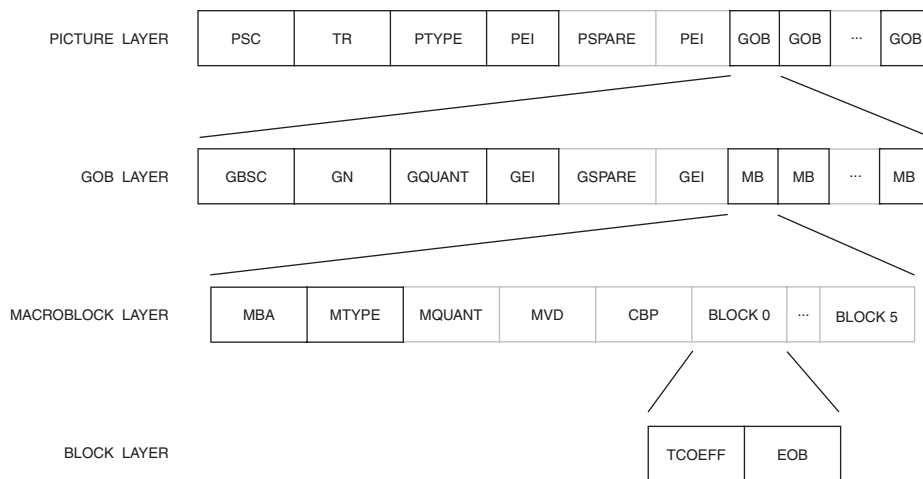 PICTURE LAYER PSC TR PTYPE PEI PSPARE PEI GOB GOB ... GOB
GOB LAYER GBSC GN GQUANT GEI GSPARE GEI MB MB ... MB
MACROBLOCK LAYER MBA MTYPE MQUANT MVD CBP BLOCK 0 ... BLOCK 5
BLOCK LAYER TCOEFF EOB